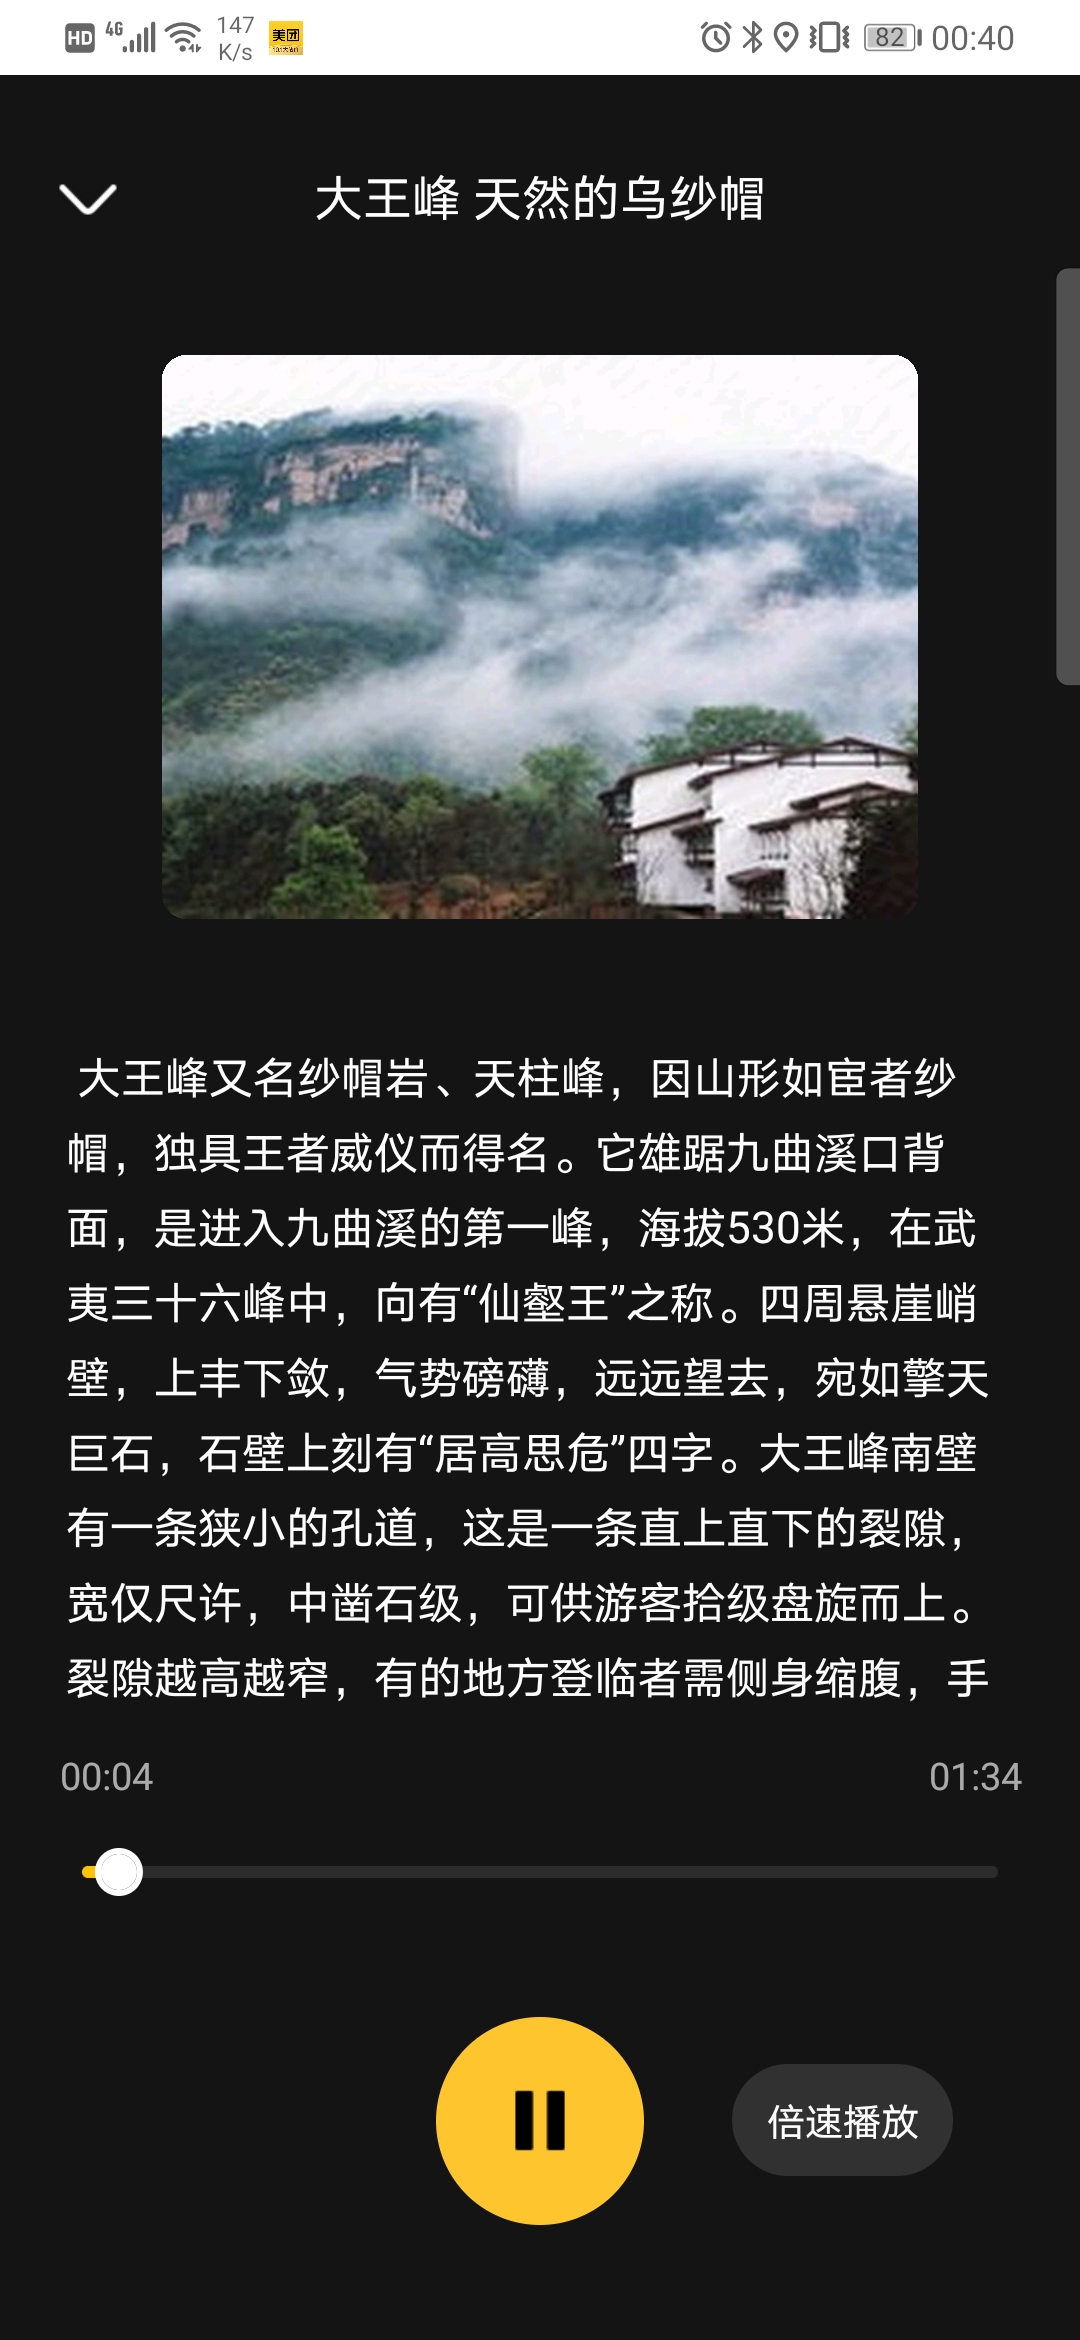 HD 4G 147 K/s 美团 82 00:40
大王峰 天然的乌纱帽
大王峰又名纱帽岩、天柱峰，因山形如宦者纱
帽，独具王者威仪而得名。它雄踞九曲溪口背
面，是进入九曲溪的第一峰，海拔530米，在武
夷三十六峰中，向有“仙壑王”之称。四周悬崖峭
壁，上丰下敛，气势磅礴，远远望去，宛如擎天
巨石，石壁上刻有“居高思危”四字。大王峰南壁
有一条狭小的孔道，这是一条直上直下的裂隙，
宽仅尺许，中凿石级，可供游客拾级盘旋而上。
裂隙越高越窄，有的地方登临者需侧身缩腹，手
00:04 01:34
倍速播放